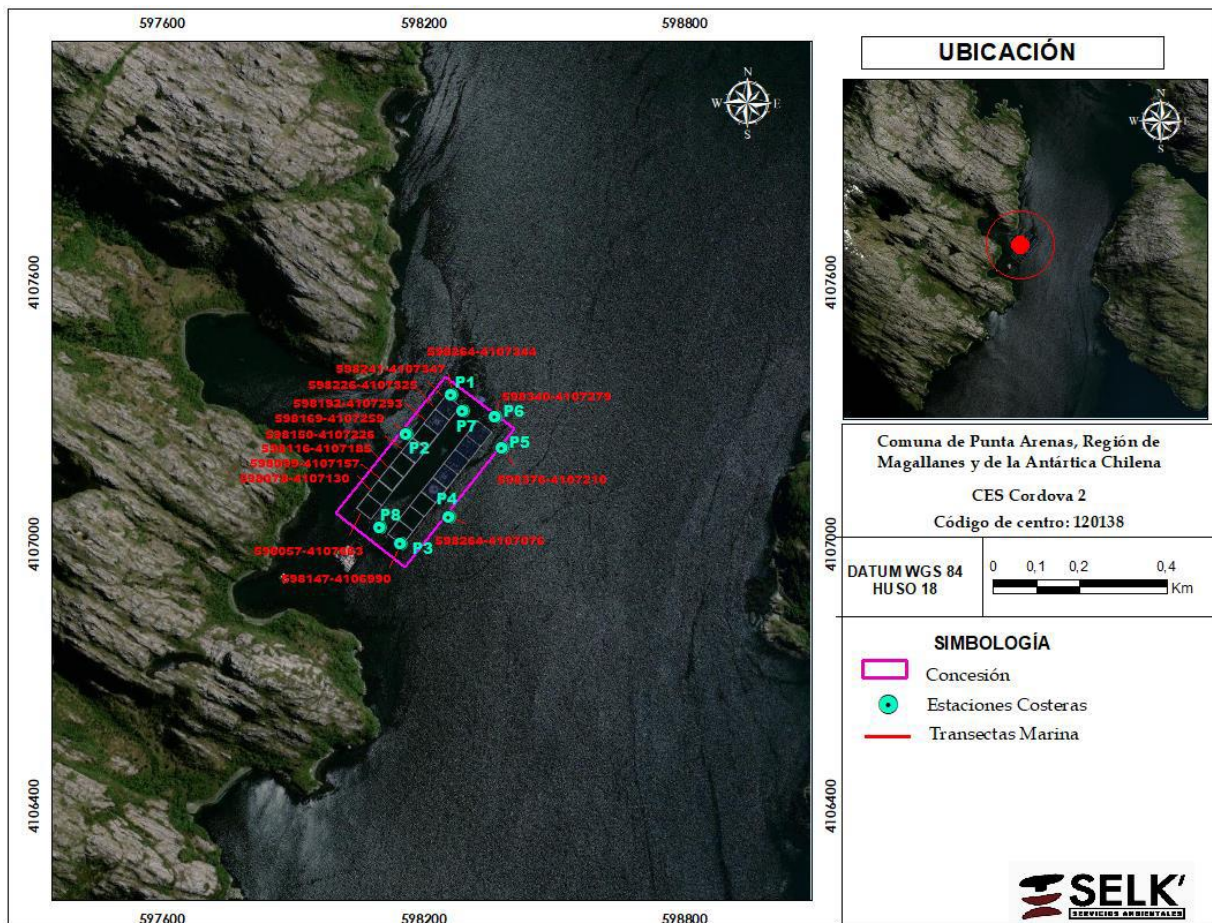 597600 598200 598800
UBICACIÓN
N
W E
S
N
W E
S
4107600
4107600
598264-4107344
598241-4107347
598226-4107325
598192-4107293
598169-4107259
598150-4107226
598116-4107185
598079-4107130
598340-4107279
598376-4107210
598264-4107076
598147-4106990
P1
P7
P6
P5
P2
P4
P8
P3
4107000
4107000
4106400
4106400
597600 598200 598800
Comuna de Punta Arenas, Región de
Magallanes y de la Antártica Chilena
CES Cordova 2
Código de centro: 120138
DATUM WGS 84
HUSO 18
0 0,1 0,2 0,4
Km
SIMBOLOGÍA
Concesión
Estaciones Costeras
Transectas Marina
SELK'
SERVICIOS AMBIENTALES